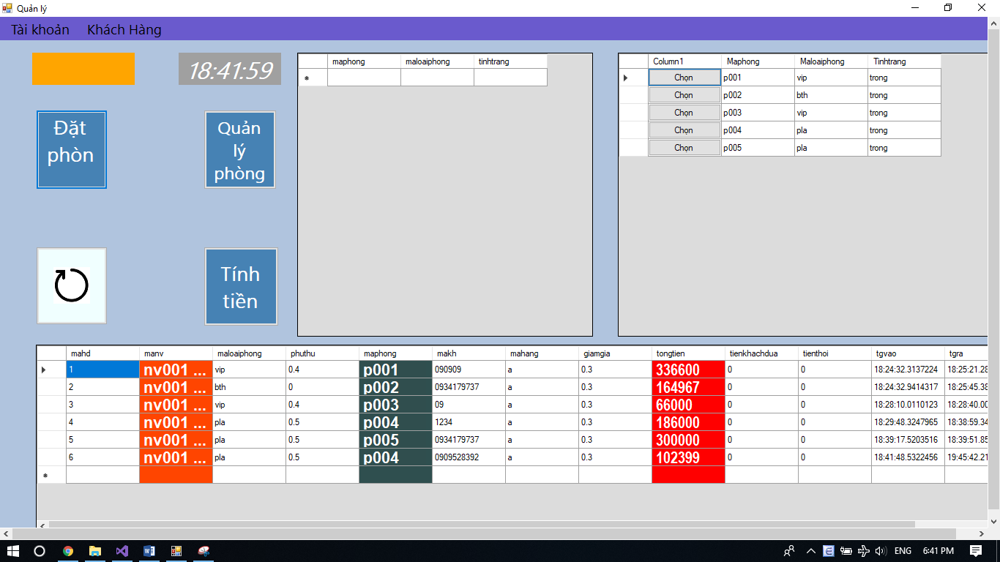 Quản lý
Tài khoản Khách Hàng
18:41:59
Đặt
phòn
Quản
lý
phòng
Tính
tiền
maphong maloaiphong tinhtrang
Column1 Maphong Maloaiphong Tinhtrang
Chọn p001 vip trong
Chọn p002 bth trong
Chọn p003 vip trong
Chọn p004 pla trong
Chọn p005 pla trong
mahd manv maloaiphong phuthu maphong makh mahang giamgia tongtien tienkhachdua tienthoi tgvao tgra
1 nv001 ... vip 0.4 p001 090909 a 0.3 336600 0 0 18:24:32.3137224 18:25:21.28
2 nv001 ... bth 0 p002 0934179737 a 0.3 164967 0 0 18:24:32.9414317 18:25:45.38
3 nv001 ... vip 0.4 p003 09 a 0.3 66000 0 0 18:28:10.0110123 18:28:40.00
4 nv001 ... pla 0.5 p004 1234 a 0.3 186000 0 0 18:29:48.3247965 18:38:59.34
5 nv001 ... pla 0.5 p005 0934179737 a 0.3 300000 0 0 18:39:17.5203516 18:39:51.85
6 nv001 ... pla 0.5 p004 0909528392 a 0.3 102399 0 0 18:41:48.5322456 19:45:42.21
ENG 6:41 PM